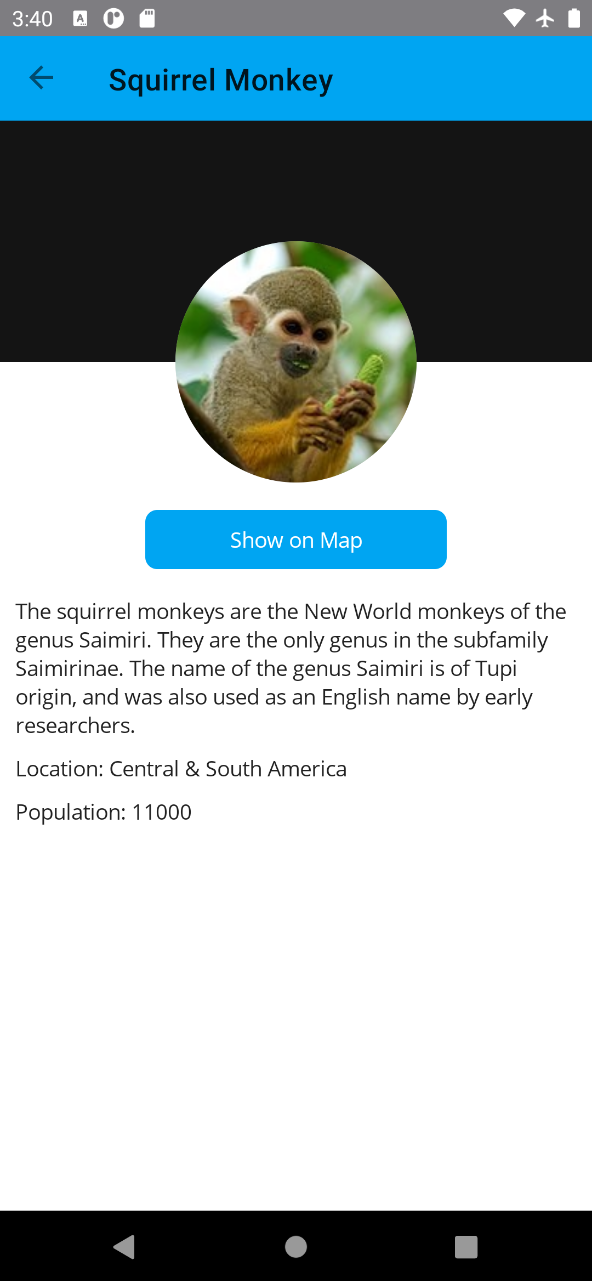 3:40
Squirrel Monkey
Show on Map
The squirrel monkeys are the New World monkeys of the
genus Saimiri. They are the only genus in the subfamily
Saimirinae. The name of the genus Saimiri is of Tupi
origin, and was also used as an English name by early
researchers.
Location: Central & South America
Population: 11000